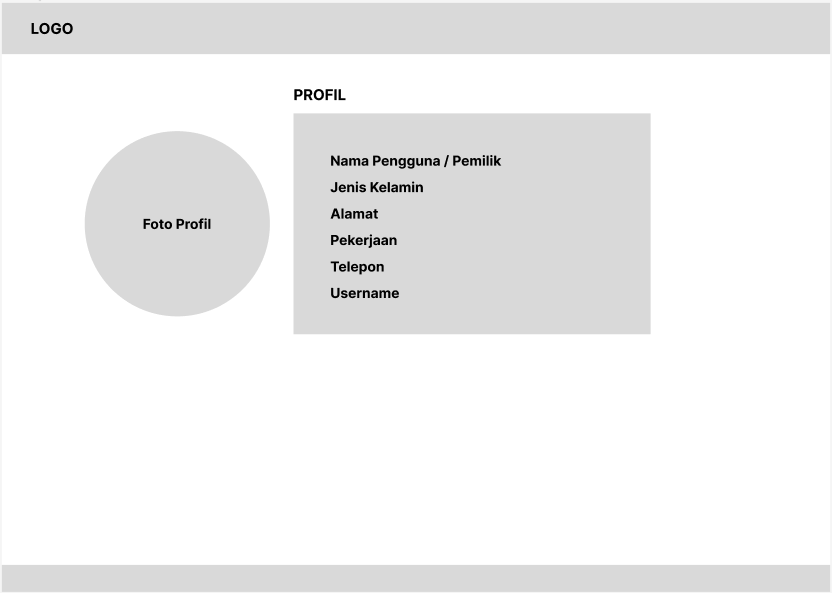 LOGO
PROFIL
Foto Profil
Nama Pengguna / Pemilik
Jenis Kelamin
Alamat
Pekerjaan
Telepon
Username